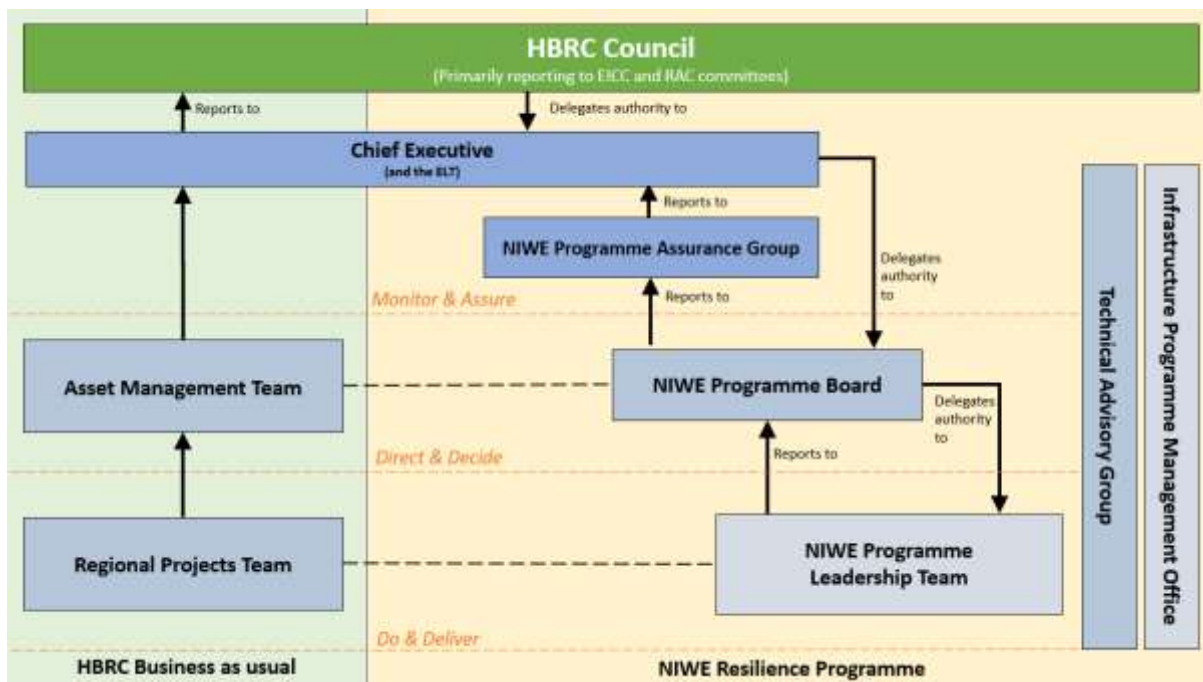 HBRC Council
(Primarily reporting to EICC and RAC committees)
Reports to
Delegates authority to
Chief Executive
(and the ELT)
Reports to
NIWE Programme Assurance Group
Delegates
authority
to
Monitor & Assure
Reports to
Asset Management Team
NIWE Programme Board
Delegates
authority
to
Direct & Decide
Reports to
Regional Projects Team
NIWE Programme
Leadership Team
Do & Deliver
Technical Advisory Group
Infrastructure Programme Management Office
HBRC Business as usual
NIWE Resilience Programme